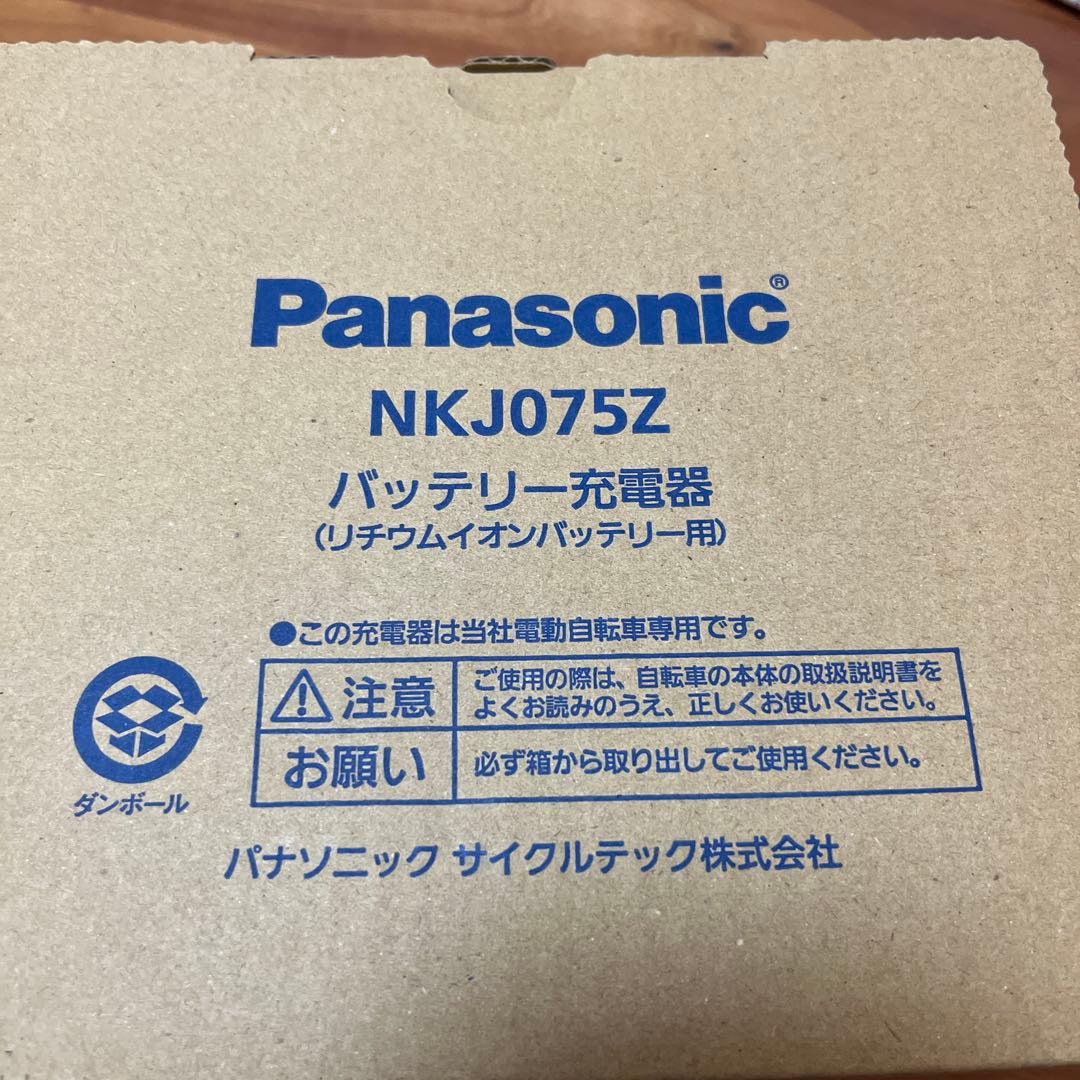 Panasonic®
NKJ075Z
バッテリー充電器
(リチウムイオンバッテリー用)
●この充電器は当社電動自転車専用です。
注意
ご使用の際は、自転車の本体の取扱説明書を
よくお読みのうえ、正しくお使いください。
お願い
必ず箱から取り出してご使用ください。
ダンボール
パナソニック サイクルテック株式会社